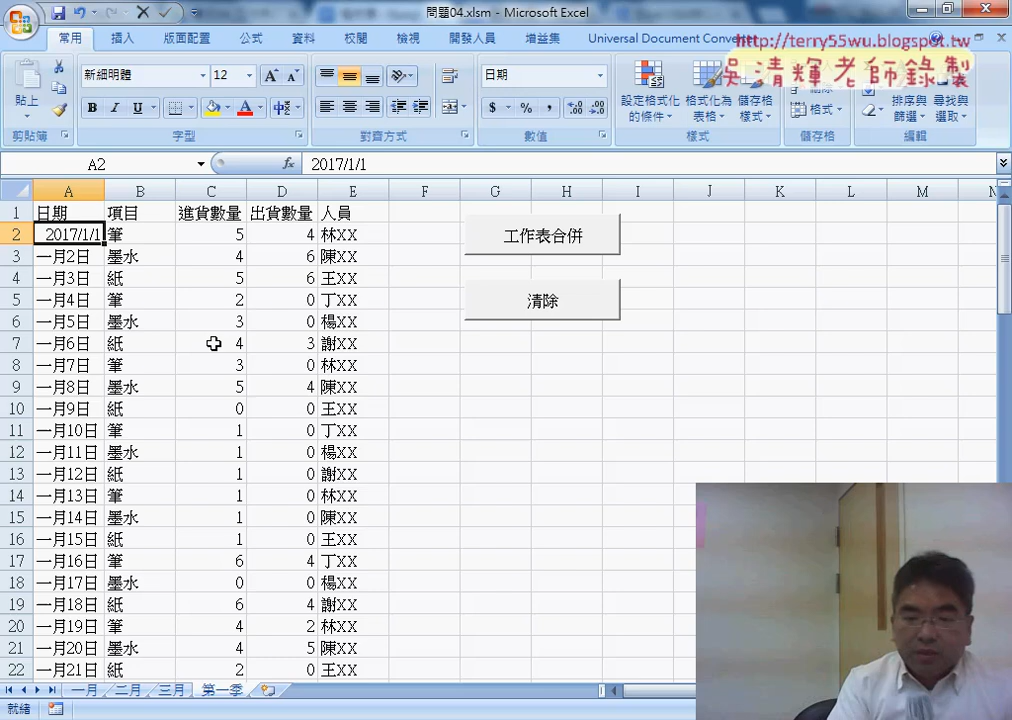 問題04.xlsm - Microsoft Excel
常用 插入 版面配置 公式 資料 校閱 檢視 開發人員 增益集 Universal Document Conve
http://terry55wu.blogspot.tw
吳清輝老師錄製
貼上
新細明體 12
日期
B I U
$ % ,
設定格式化的條件
格式化為表格
儲存格樣式
格式
排序與篩選
尋找與選取
剪貼簿 字型 對齊方式 數值 樣式 儲存格 編輯
A2 fx 2017/1/1
A B C D E F G H I J K L M N
1 日期 項目 進貨數量 出貨數量 人員
2 2017/1/1 筆 5 4 林XX
3 一月2日 墨水 4 6 陳XX
4 一月3日 紙 5 6 王XX
5 一月4日 筆 2 0 丁XX
6 一月5日 墨水 3 0 楊XX
7 一月6日 紙 4 3 謝XX
8 一月7日 筆 3 0 林XX
9 一月8日 墨水 5 4 陳XX
10 一月9日 紙 0 0 王XX
11 一月10日 筆 1 0 丁XX
12 一月11日 墨水 1 0 楊XX
13 一月12日 紙 1 0 謝XX
14 一月13日 筆 1 0 林XX
15 一月14日 墨水 1 0 陳XX
16 一月15日 紙 1 0 王XX
17 一月16日 筆 6 4 丁XX
18 一月17日 墨水 0 0 楊XX
19 一月18日 紙 6 4 謝XX
20 一月19日 筆 4 2 林XX
21 一月20日 墨水 4 5 陳XX
22 一月21日 紙 2 0 王XX
工作表合併
清除
一月 二月 三月 第一季
就緒